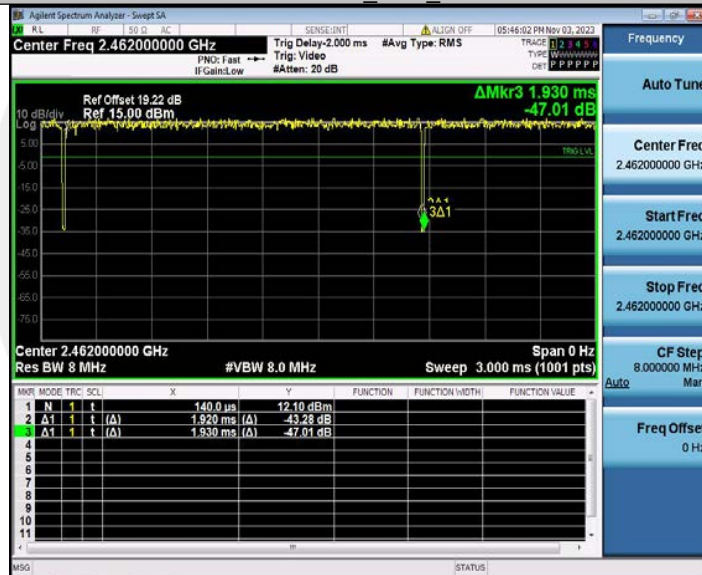 Agilent Spectrum Analyzer - Swept SA
RL RF 50 Ω AC SENSE:INT ALIGN OFF 05:46:02 PM Nov 03, 2023
Center Freq 2.462000000 GHz Trig Delay-2.000 ms #Avg Type: RMS TRACE 1 2 3 4 5 6
PNO: Fast Trig: Video TYPE
IFGain:Low #Atten: 20 dB DET P P P P P P
Frequency
Auto Tune
Center Freq
2.462000000 GHz
Start Freq
2.462000000 GHz
Stop Freq
2.462000000 GHz
CF Step
8.000000 MHz
Auto Man
Freq Offset
0 Hz
ΔMkr3 1.930 ms
-47.01 dB
Ref Offset 19.22 dB
10 dB/div Ref 15.00 dBm
Log
5.00
-5.00
-15.0
-25.0
-35.0
-45.0
-55.0
-65.0
-75.0
TRIG LVL
3Δ1
Center 2.462000000 GHz Span 0 Hz
Res BW 8 MHz #VBW 8.0 MHz Sweep 3.000 ms (1001 pts)
MKR MODE TRC SCL X Y FUNCTION FUNCTION WIDTH FUNCTION VALUE
1 N 1 t 140.0 µs 12.10 dBm
2 Δ1 1 t (Δ) 1.920 ms (Δ) -43.28 dB
3 Δ1 1 t (Δ) 1.930 ms (Δ) -47.01 dB
4
5
6
7
8
9
10
11
MSG STATUS